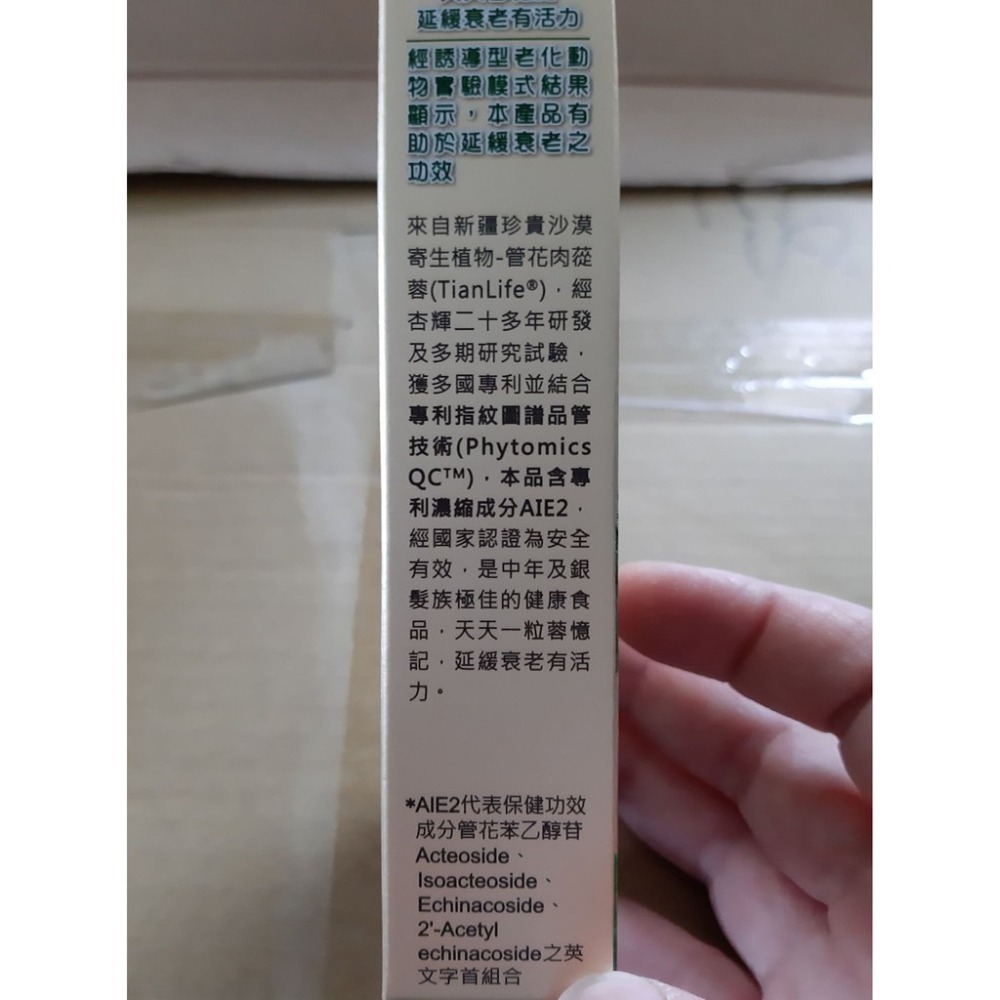 延緩衰老有活力
經誘導型老化動
物實驗模式結果
顯示，本產品有
助於延緩衰老之
功效
來自新疆珍貴沙漠
寄生植物-管花肉蓯
蓉(TianLife®)，經
杏輝二十多年研發
及多期研究試驗，
獲多國專利並結合
專利指紋圖譜品管
技術(Phytomics
QC™)，本品含專
利濃縮成分AIE2，
經國家認證為安全
有效，是中年及銀
髮族極佳的健康食
品，天天一粒蓉憶
記，延緩衰老有活
力。
*AIE2代表保健功效
成分管花苯乙醇苷
Acteoside、
Isoacteoside、
Echinacoside、
2'-Acetyl
echinacoside之英
文字首組合